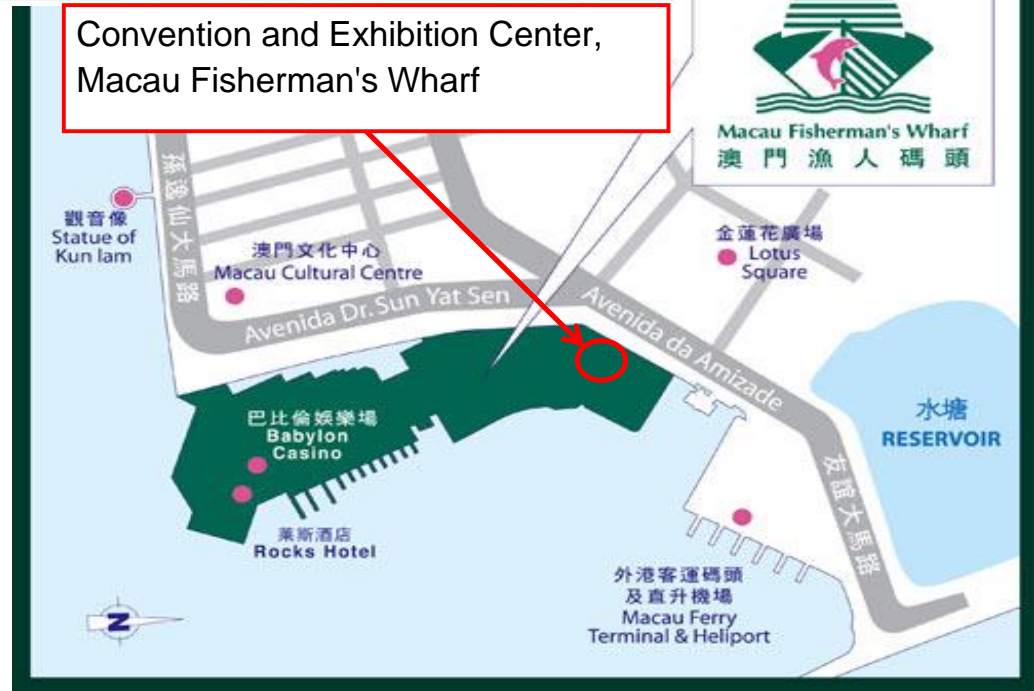 Convention and Exhibition Center,
Macau Fisherman's Wharf
Macau Fisherman's Wharf
澳門漁人碼頭
孫逸仙大馬路
觀音像
Statue of
Kun Iam
澳門文化中心
Macau Cultural Centre
金蓮花廣場
Lotus
Square
Avenida Dr. Sun Yat Sen
Avenida da Amizade
巴比倫娛樂場
Babylon
Casino
水塘
RESERVOIR
友誼大馬路
萊斯酒店
Rocks Hotel
外港客運碼頭
及直升機場
Macau Ferry
Terminal & Heliport
N